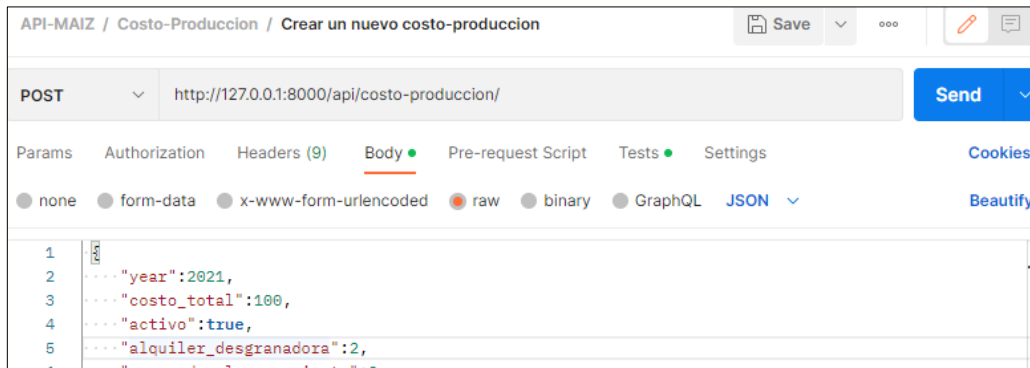 API-MAIZ / Costo-Produccion / Crear un nuevo costo-produccion Save ooo
POST http://127.0.0.1:8000/api/costo-produccion/ Send
Params Authorization Headers (9) Body Pre-request Script Tests Settings Cookies
none form-data x-www-form-urlencoded raw binary GraphQL JSON Beautify
1 {
2 "year":2021,
3 "costo_total":100,
4 "activo":true,
5 "alquiler_desgranadora":2,